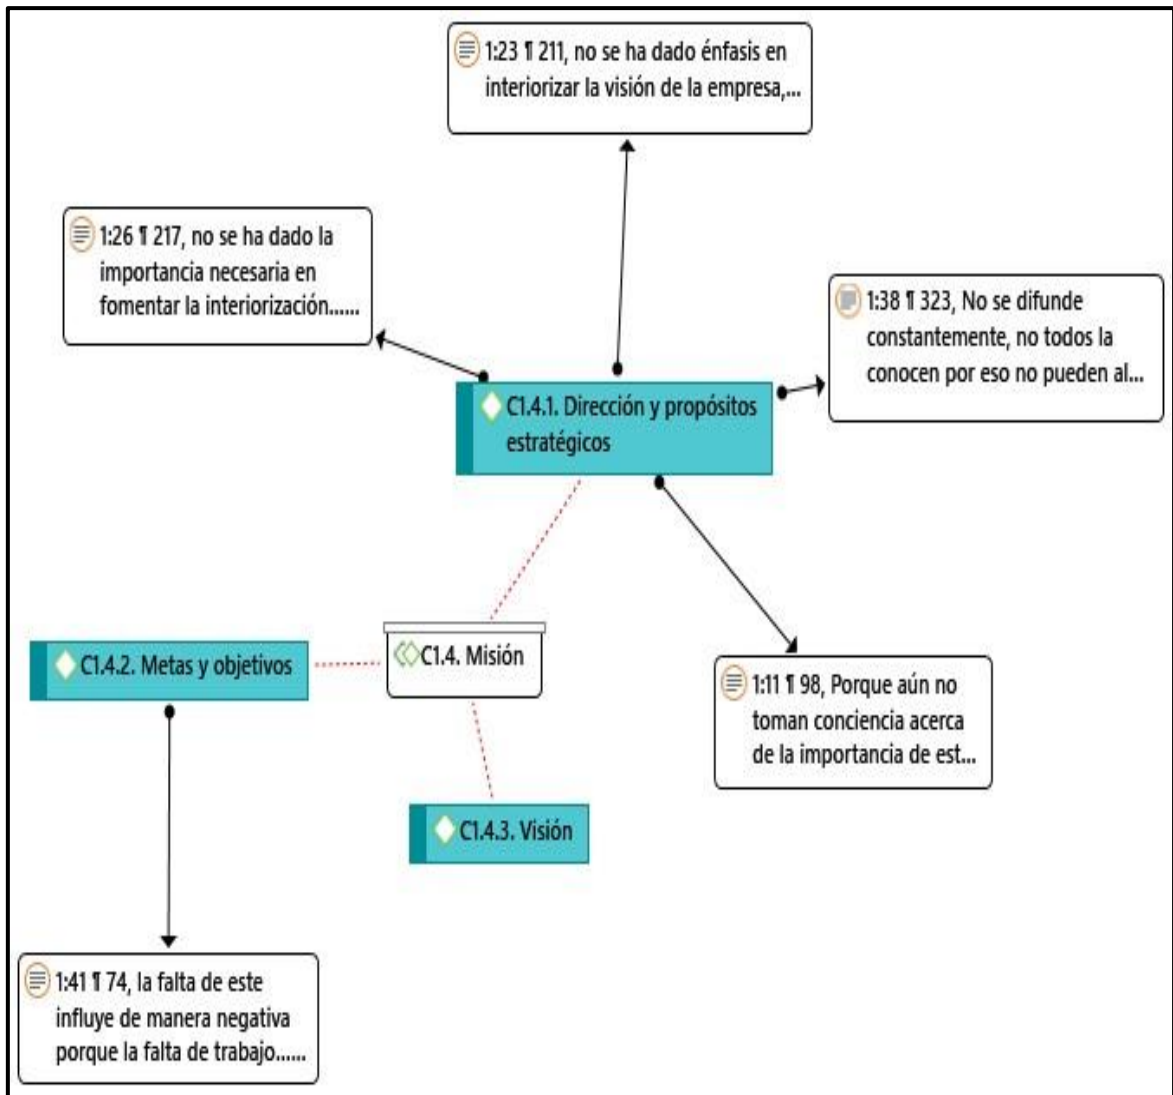 1:23 ¶ 211, no se ha dado énfasis en
interiorizar la visión de la empresa,...
1:26 ¶ 217, no se ha dado la
importancia necesaria en
fomentar la interiorización......
1:38 ¶ 323, No se difunde
constantemente, no todos la
conocen por eso no pueden al...
C1.4.1. Dirección y propósitos
estratégicos
C1.4.2. Metas y objetivos
C1.4. Misión
1:11 ¶ 98, Porque aún no
toman conciencia acerca
de la importancia de est...
C1.4.3. Visión
1:41 ¶ 74, la falta de este
influye de manera negativa
porque la falta de trabajo......